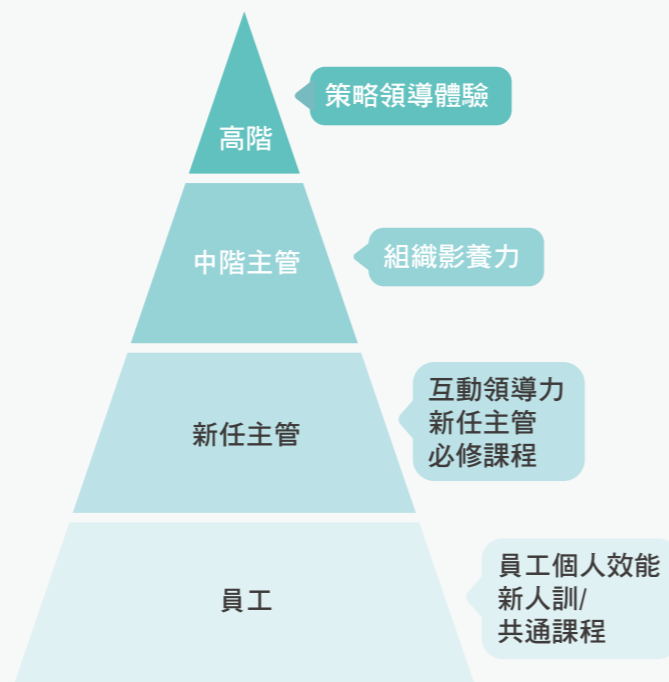 高階
策略領導體驗
中階主管
組織影養力
新任主管
互動領導力
新任主管
必修課程
員工
員工個人效能
新人訓/
共通課程